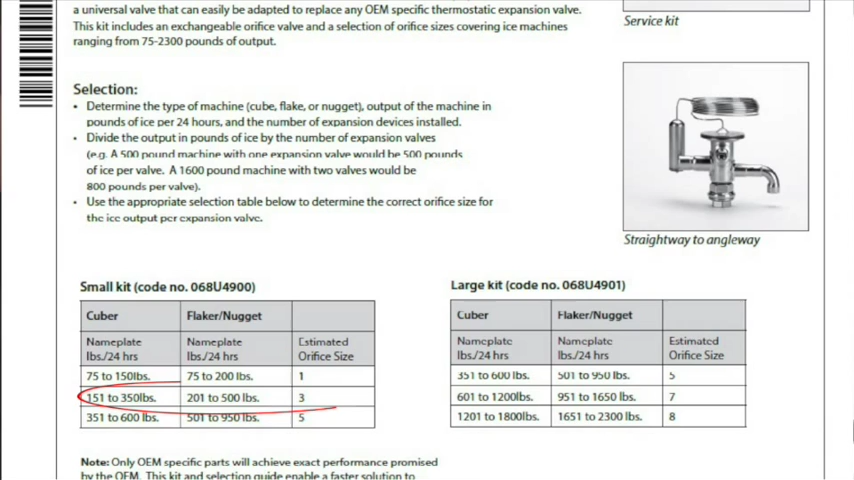 a universal valve that can easily be adapted to replace any OEM specific thermostatic expansion valve.
This kit includes an exchangeable orifice valve and a selection of orifice sizes covering ice machines
ranging from 75-2300 pounds of output.
Service kit
Selection:
• Determine the type of machine (cube, flake, or nugget), output of the machine in
pounds of ice per 24 hours, and the number of expansion devices installed.
• Divide the output in pounds of ice by the number of expansion valves
(e.g. A 500 pound machine with one expansion valve would be 500 pounds
of ice per valve. A 1600 pound machine with two valves would be
800 pounds per valve).
• Use the appropriate selection table below to determine the correct orifice size for
the ice output per expansion valve.
Straightway to angleway
Small kit (code no. 068U4900)
Cuber Flaker/Nugget
Nameplate lbs./24 hrs Nameplate lbs./24 hrs Estimated Orifice Size
75 to 150lbs. 75 to 200 lbs. 1
151 to 350lbs. 201 to 500 lbs. 3
351 to 600 lbs. 501 to 950 lbs. 5
Large kit (code no. 068U4901)
Cuber Flaker/Nugget
Nameplate lbs./24 hrs Nameplate lbs./24 hrs Estimated Orifice Size
351 to 600 lbs. 501 to 950 lbs. 5
601 to 1200lbs. 951 to 1650 lbs. 7
1201 to 1800lbs. 1651 to 2300 lbs. 8
Note: Only OEM specific parts will achieve exact performance promised
by the OEM. This kit and selection guide enable a faster solution to